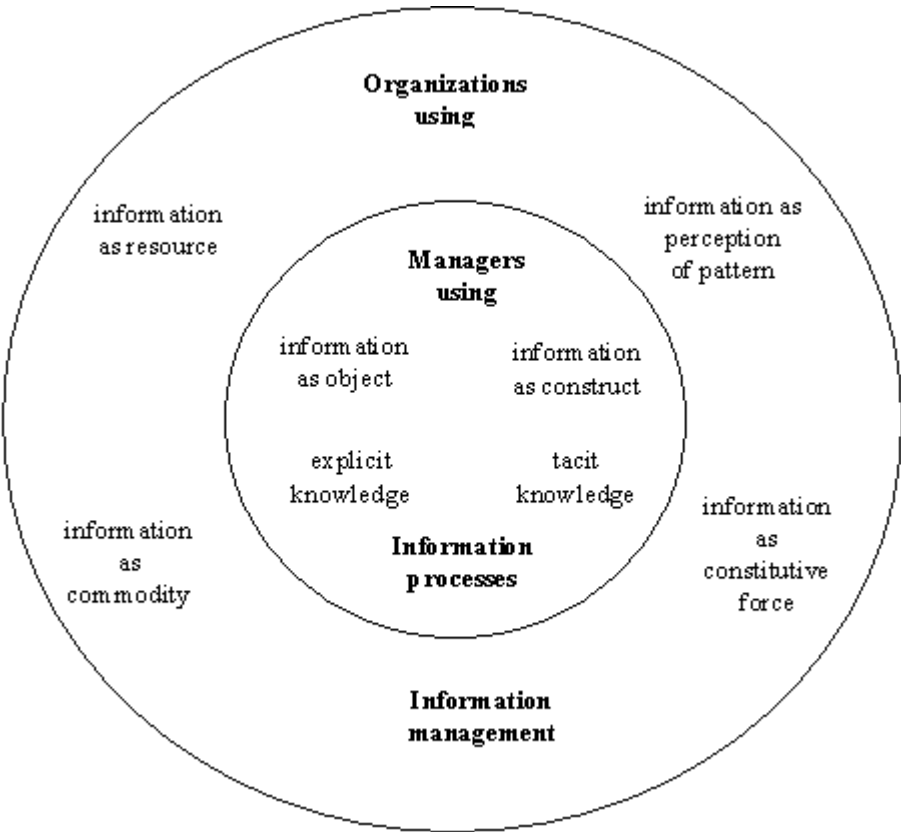 Organizations
using
information
as resource
information as
perception
of pattern
Managers
using
information
as object
information
as construct
explicit
knowledge
tacit
knowledge
Information
processes
information
as
commodity
information
as
constitutive
force
Information
management